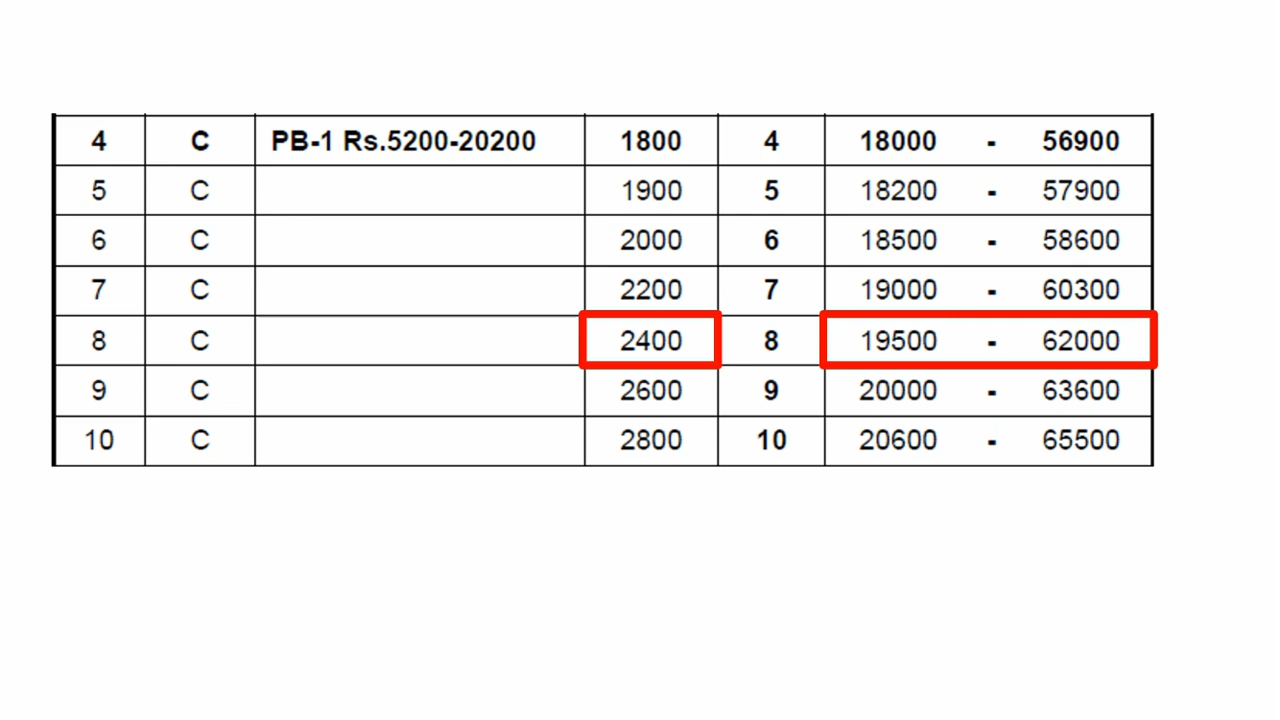 4 C PB-1 Rs.5200-20200 1800 4 18000 - 56900
5 C 1900 5 18200 - 57900
6 C 2000 6 18500 - 58600
7 C 2200 7 19000 - 60300
8 C 2400 8 19500 - 62000
9 C 2600 9 20000 - 63600
10 C 2800 10 20600 - 65500